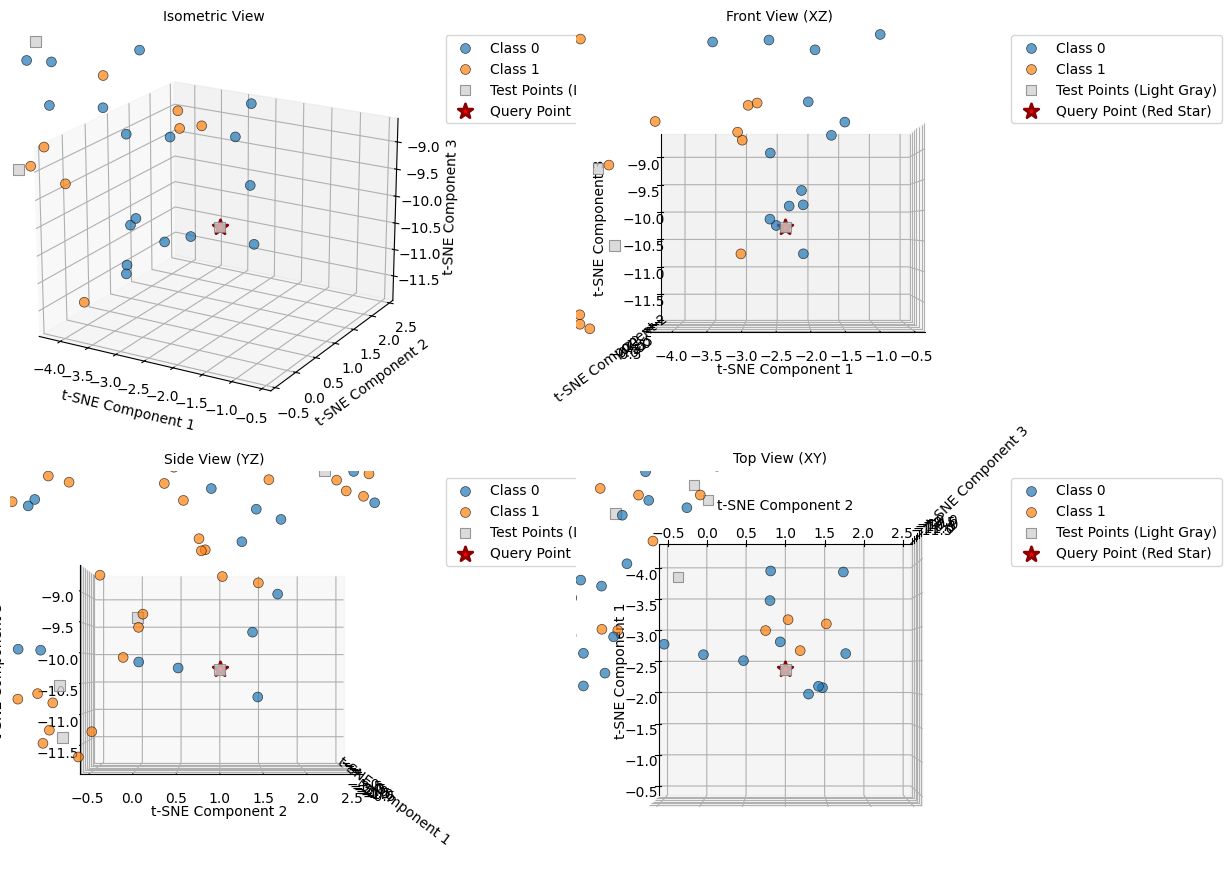 Isometric View
Class 0
Class 1
Test Points (L
Query Point
−9.0
−9.5
−10.0
−10.5
−11.0
−11.5
t-SNE Component 3
2.5
2.0
1.5
1.0
0.5
0.0
−0.5
t-SNE Component 2
−4.0
−3.5
−3.0
−2.5
−2.0
−1.5
−1.0
−0.5
t-SNE Component 1
Front View (XZ)
Class 0
Class 1
Test Points (Light Gray)
Query Point (Red Star)
−9.0
−9.5
−10.0
−10.5
−11.0
−11.5
t-SNE Component 3
−4.0 −3.5 −3.0 −2.5 −2.0 −1.5 −1.0 −0.5
t-SNE Component 1
t-SNE Component 2
Side View (YZ)
Class 0
Class 1
Test Points (L
Query Point
−9.0
−9.5
−10.0
−10.5
−11.0
−11.5
−0.5 0.0 0.5 1.0 1.5 2.0 2.5
t-SNE Component 2
t-SNE Component 1
Top View (XY)
Class 0
Class 1
Test Points (Light Gray)
Query Point (Red Star)
t-SNE Component 3
t-SNE Component 2
−0.5 0.0 0.5 1.0 1.5 2.0 2.5
−4.0
−3.5
−3.0
−2.5
−2.0
−1.5
−1.0
−0.5
t-SNE Component 1